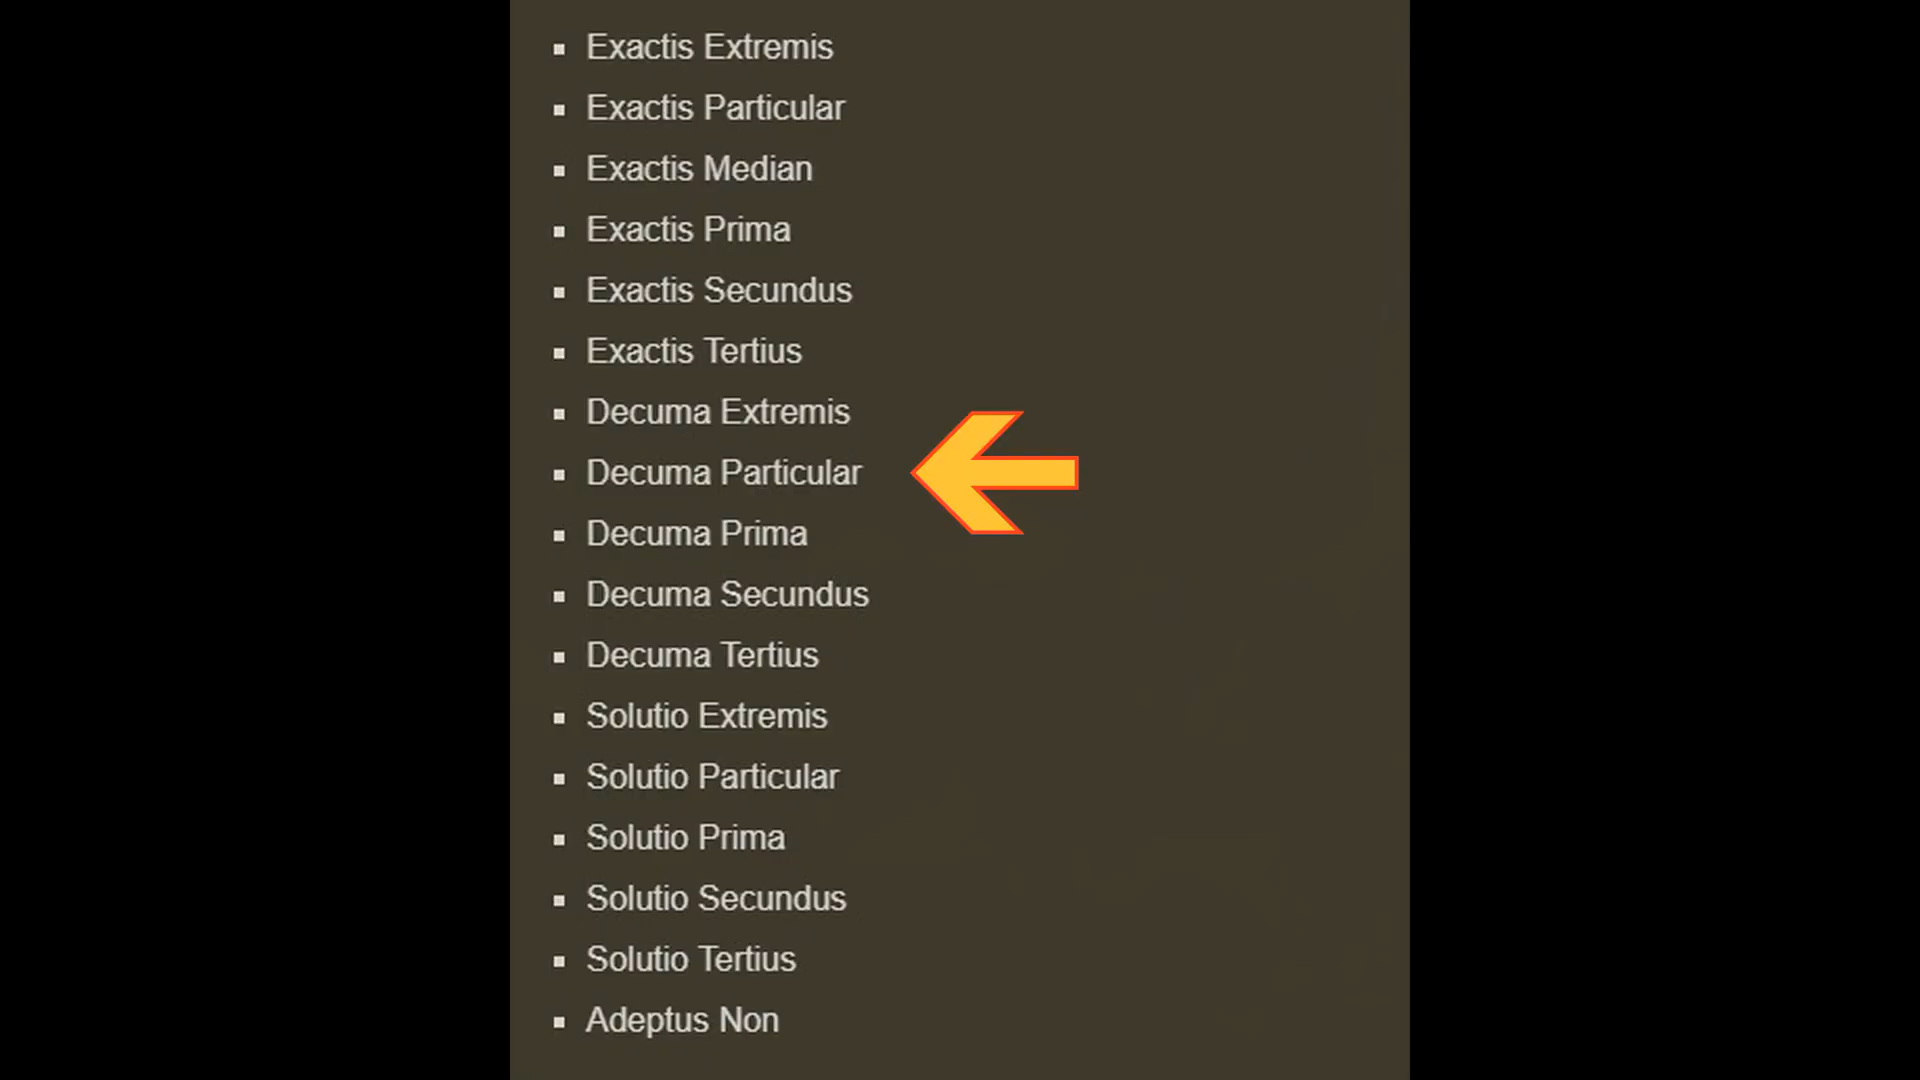 Exactis Extremis
Exactis Particular
Exactis Median
Exactis Prima
Exactis Secundus
Exactis Tertius
Decuma Extremis
Decuma Particular
Decuma Prima
Decuma Secundus
Decuma Tertius
Solutio Extremis
Solutio Particular
Solutio Prima
Solutio Secundus
Solutio Tertius
Adeptus Non